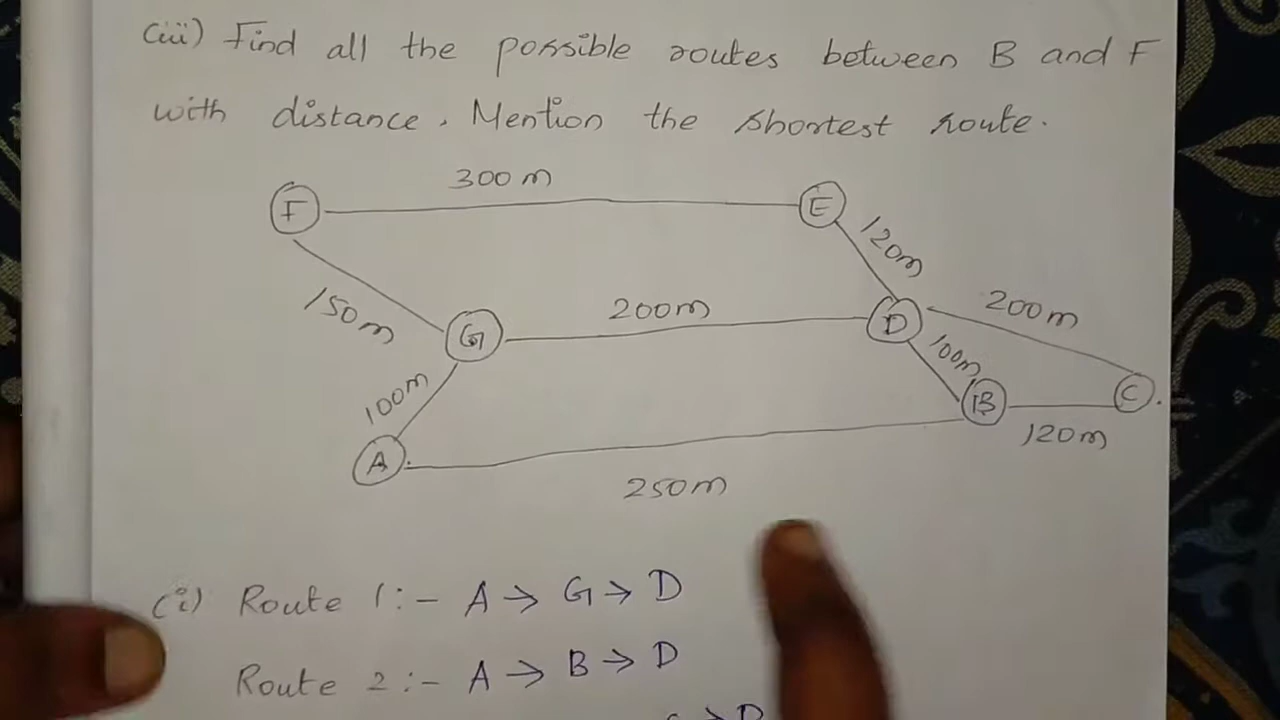 (iii) Find all the possible routes between B and F
with distance. Mention the shortest route.
300 m
F
E
120m
150m
G
200m
D
200m
100m
100m
B
C
120m
A
250m
(i) Route 1:- A → G → D
Route 2:- A → B → D
→ D